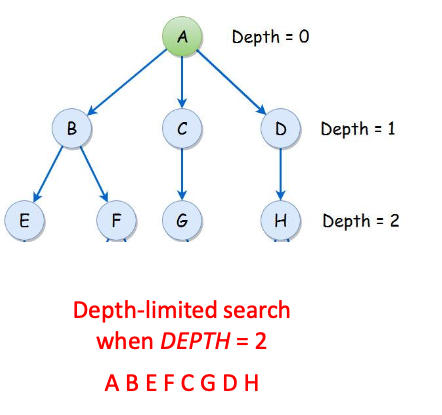 A Depth = 0
B C D Depth = 1
E F G H Depth = 2
Depth-limited search
when DEPTH = 2
A B E F C G D H